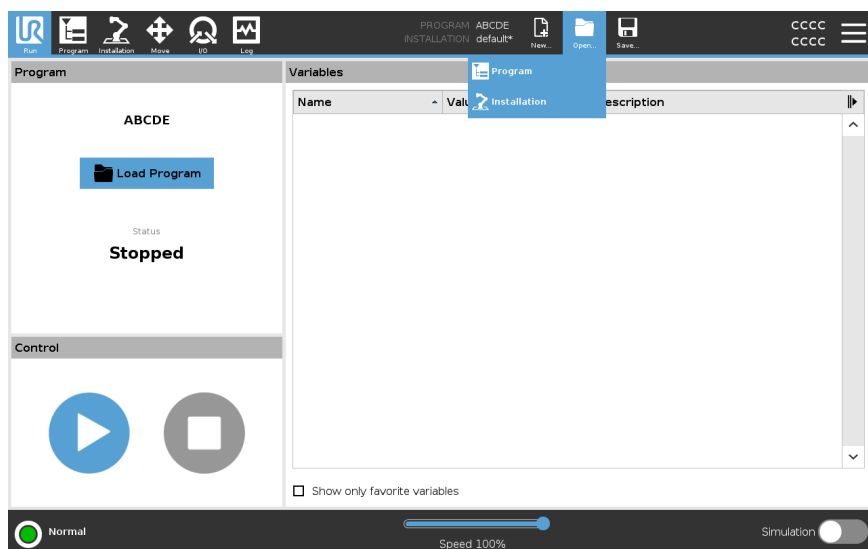 UR
Run
Program
Installation
Move
I/O
Log
PROGRAM ABCDE
INSTALLATION default*
New...
Open...
Save...
CCCC
CCCC
Program
Variables
Program
Installation
Name
Valu
escription
ABCDE
Load Program
Status
Stopped
Control
Show only favorite variables
Normal
Speed 100%
Simulation